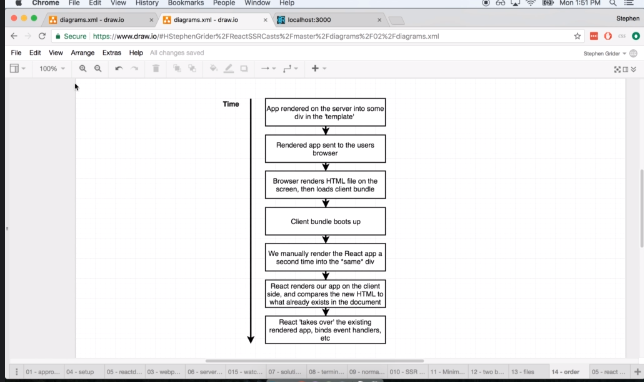 Chrome File Edit View History Bookmarks People Window Help Mon 1:51 PM
diagrams.xml - draw.io diagrams.xml - draw.io localhost:3000 Stephen
Secure https://www.draw.io/#HStephenGrider%2FReactSSRCasts%2Fmaster%2Fdiagrams%2F02%2Fdiagrams.xml
File Edit View Arrange Extras Help All changes saved Stephen Grider
100%
Time
App rendered on the server into some
div in the 'template'
Rendered app sent to the users
browser
Browser renders HTML file on the
screen, then loads client bundle
Client bundle boots up
We manually render the React app a
second time into the "same" div
React renders our app on the client
side, and compares the new HTML to
what already exists in the document
React 'takes over' the existing
rendered app, binds event handlers,
etc
01 - appro... 04 - setup 05 - reactd... 03 - webp... 06 - server... 015 - watc... 07 - soluti... 08 - termin... 09 - norma... 010 - SSR ... 11 - Minim... 12 - two b... 13 - files 14 - order 05 - react ...